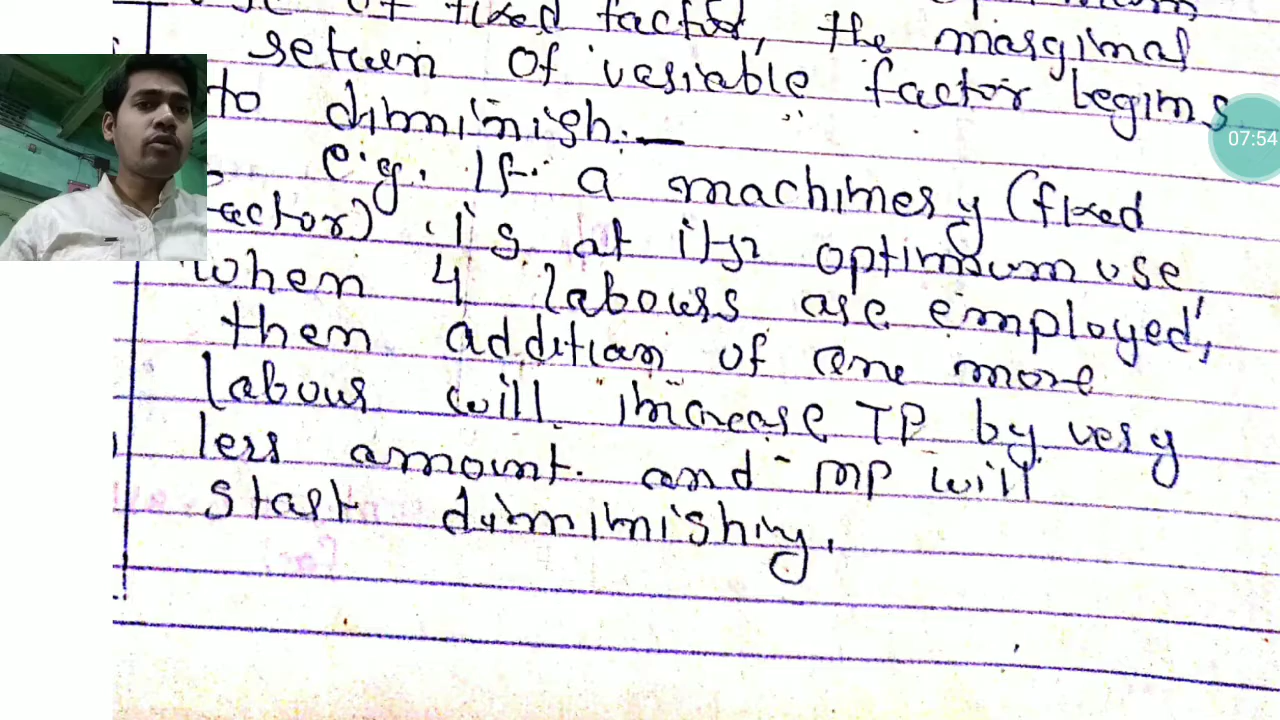 of fixed factor, the marginal
return of variable factor begins
to diminish.
07:54
e.g. If a machinery (fixed
factor) is at its optimum use
when 4 labours are employed,
then addition of one more
labour will increase TP by very
less amount. and MP will
start diminishing.